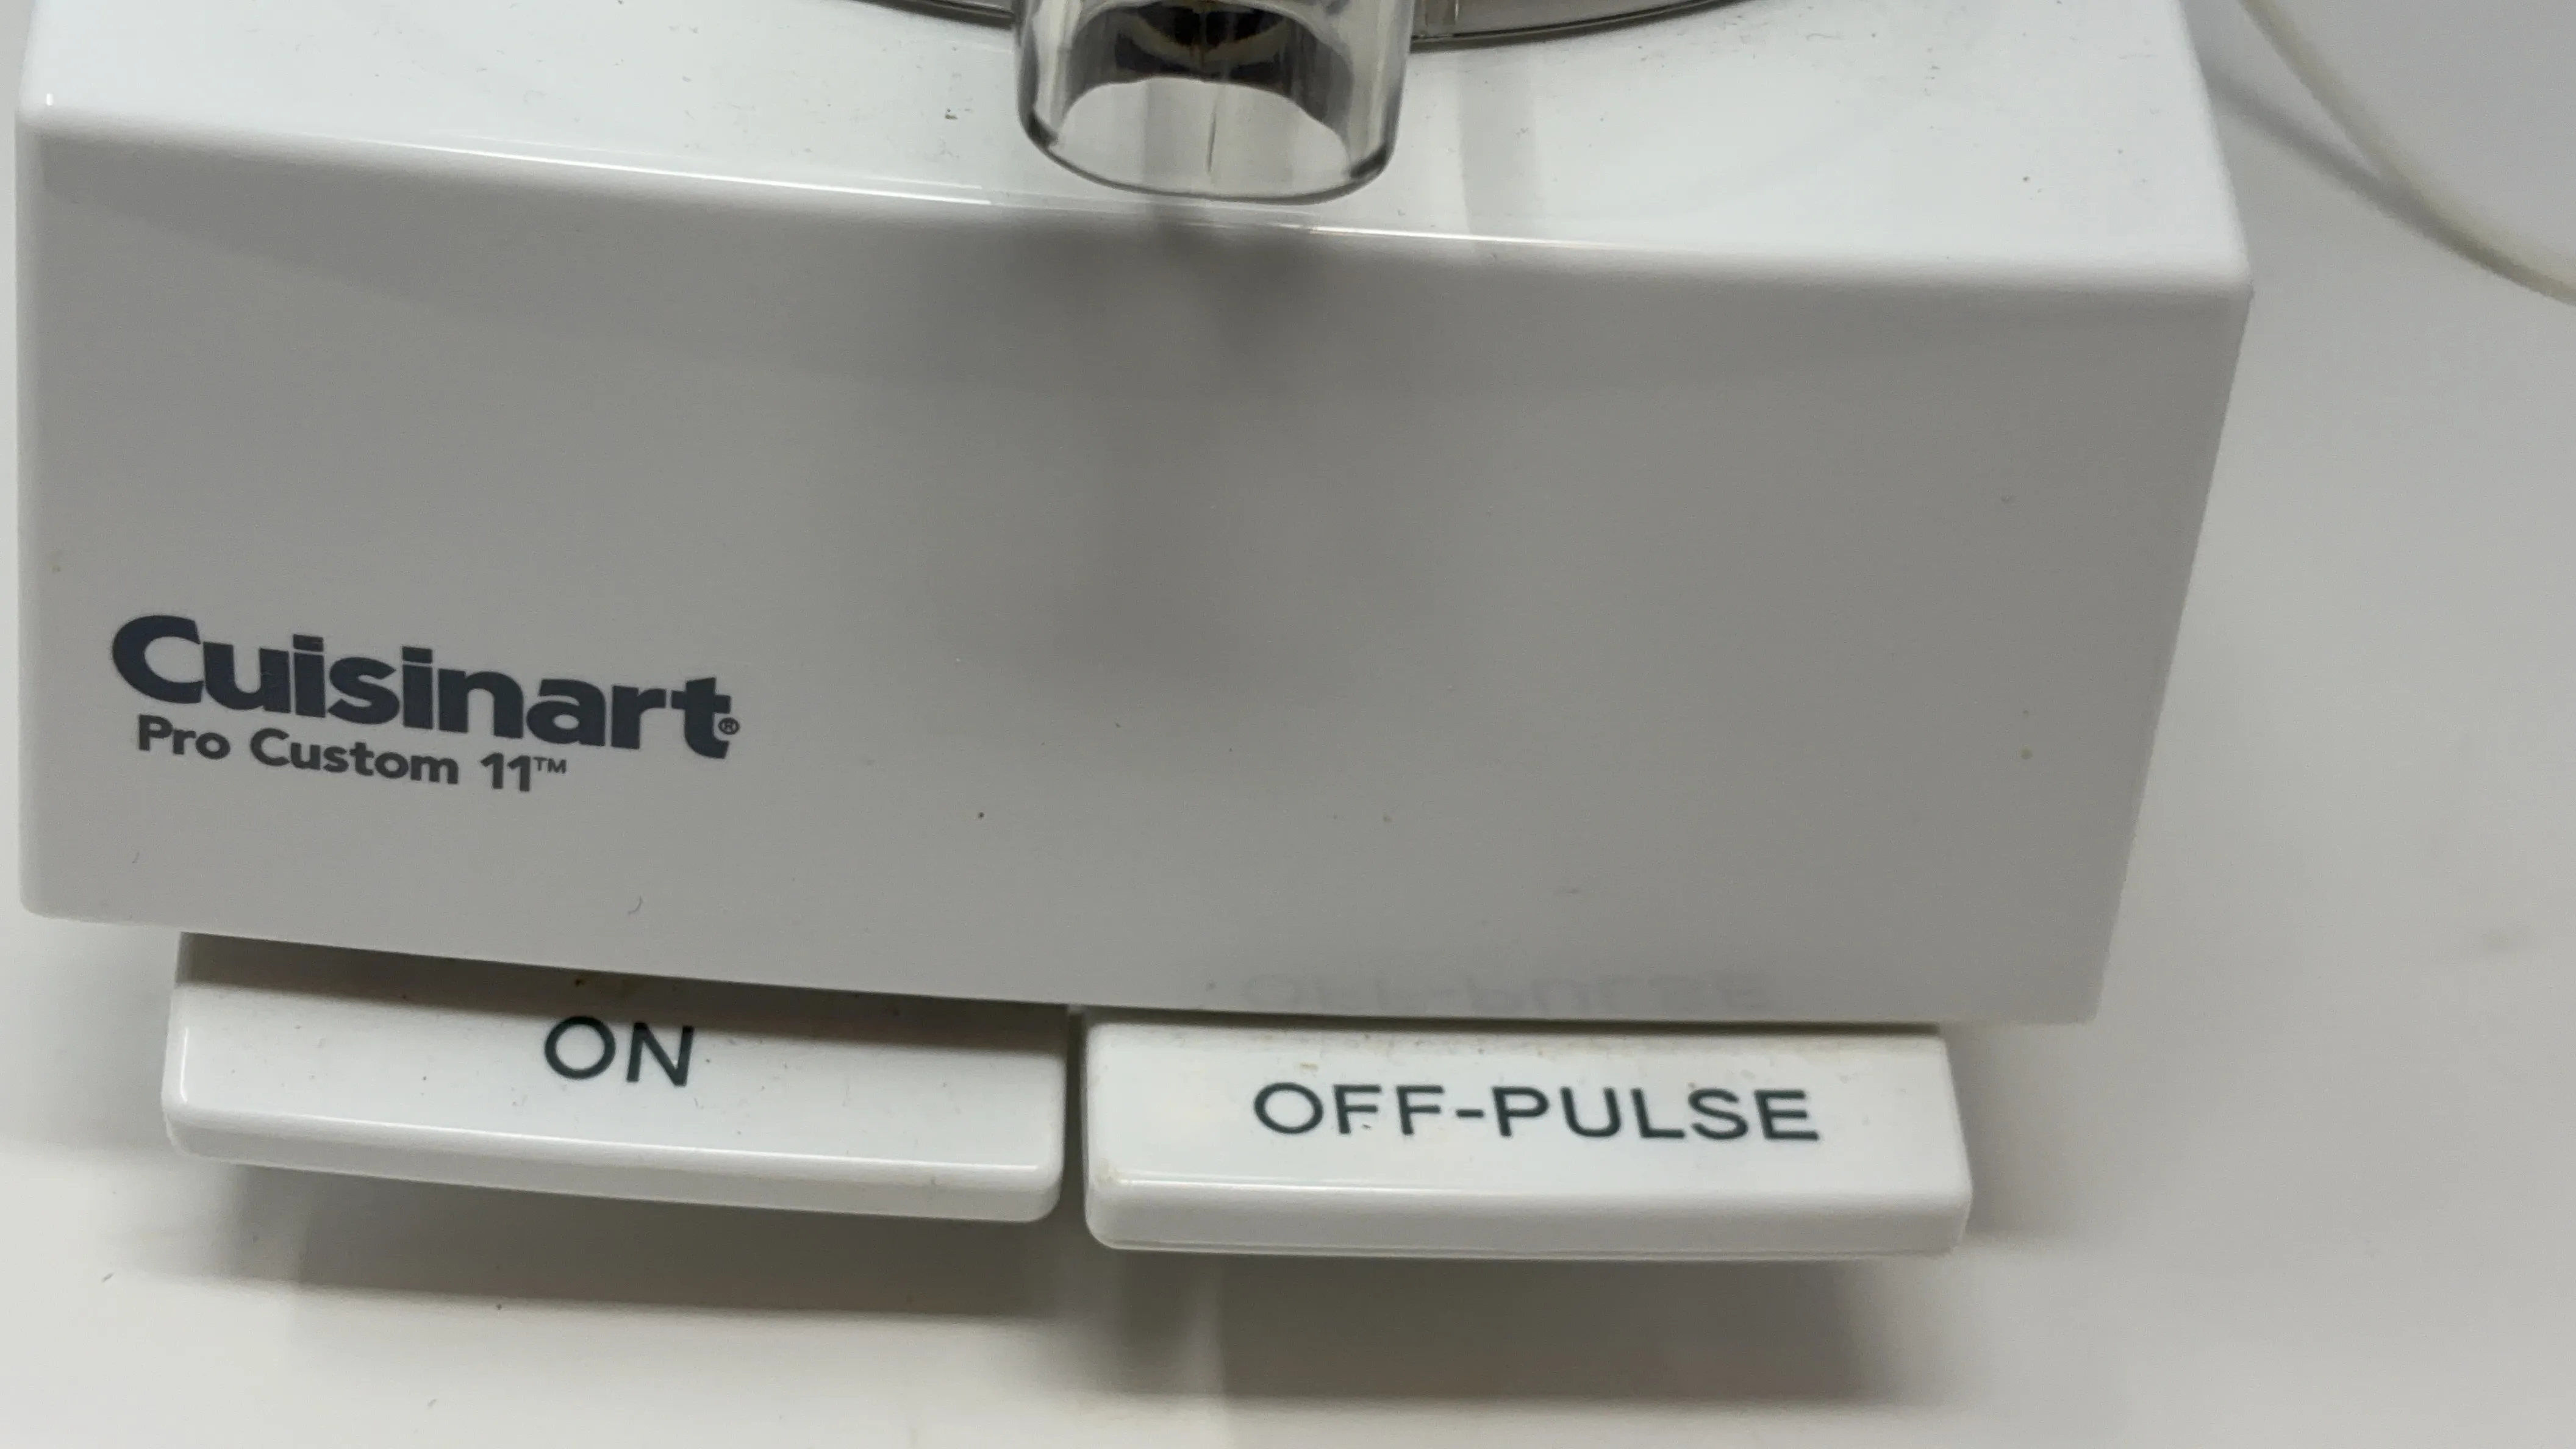 Cuisinart®
Pro Custom 11™
ON
OFF-PULSE